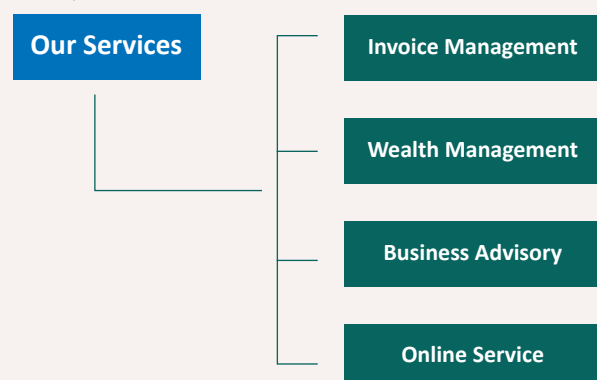 Our Services
Invoice Management
Wealth Management
Business Advisory
Online Service